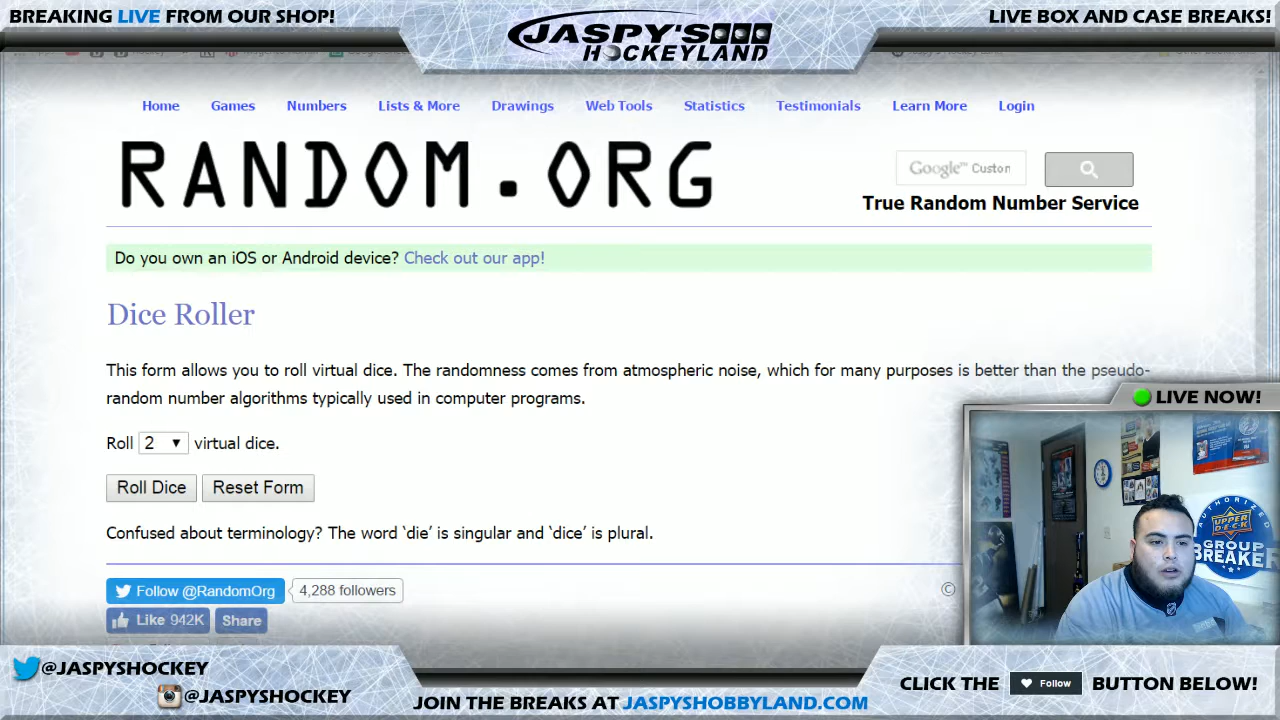 BREAKING LIVE FROM OUR SHOP!
JASPY'S
HOCKEYLAND
LIVE BOX AND CASE BREAKS!
Home Games Numbers Lists & More Drawings Web Tools Statistics Testimonials Learn More Login
RANDOM.ORG
Google™ Custon
True Random Number Service
Do you own an iOS or Android device? Check out our app!
Dice Roller
This form allows you to roll virtual dice. The randomness comes from atmospheric noise, which for many purposes is better than the pseudo-
random number algorithms typically used in computer programs.
LIVE NOW!
Roll 2 virtual dice.
Roll Dice Reset Form
Confused about terminology? The word ‘die’ is singular and ‘dice’ is plural.
AUTHORIZED
UPPER DECK
GROUP
BREAKER
Follow @RandomOrg 4,288 followers
©
Like 942K Share
@JASPYSHOCKEY
@JASPYSHOCKEY
JOIN THE BREAKS AT JASPYSHOBBYLAND.COM
CLICK THE Follow BUTTON BELOW!